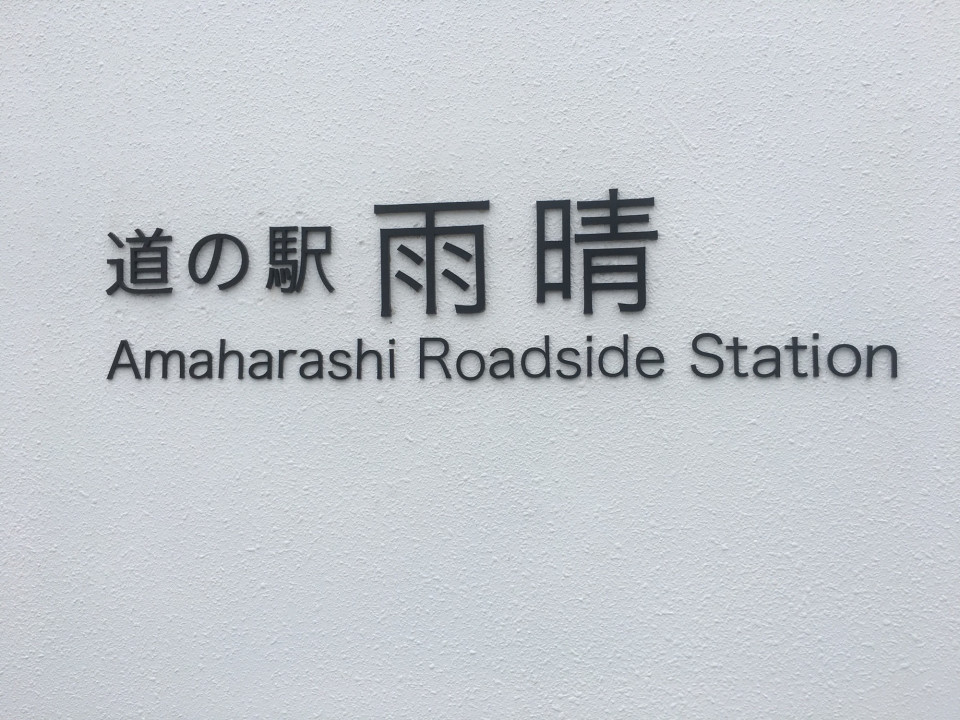 道の駅 雨晴
Amaharashi Roadside Station